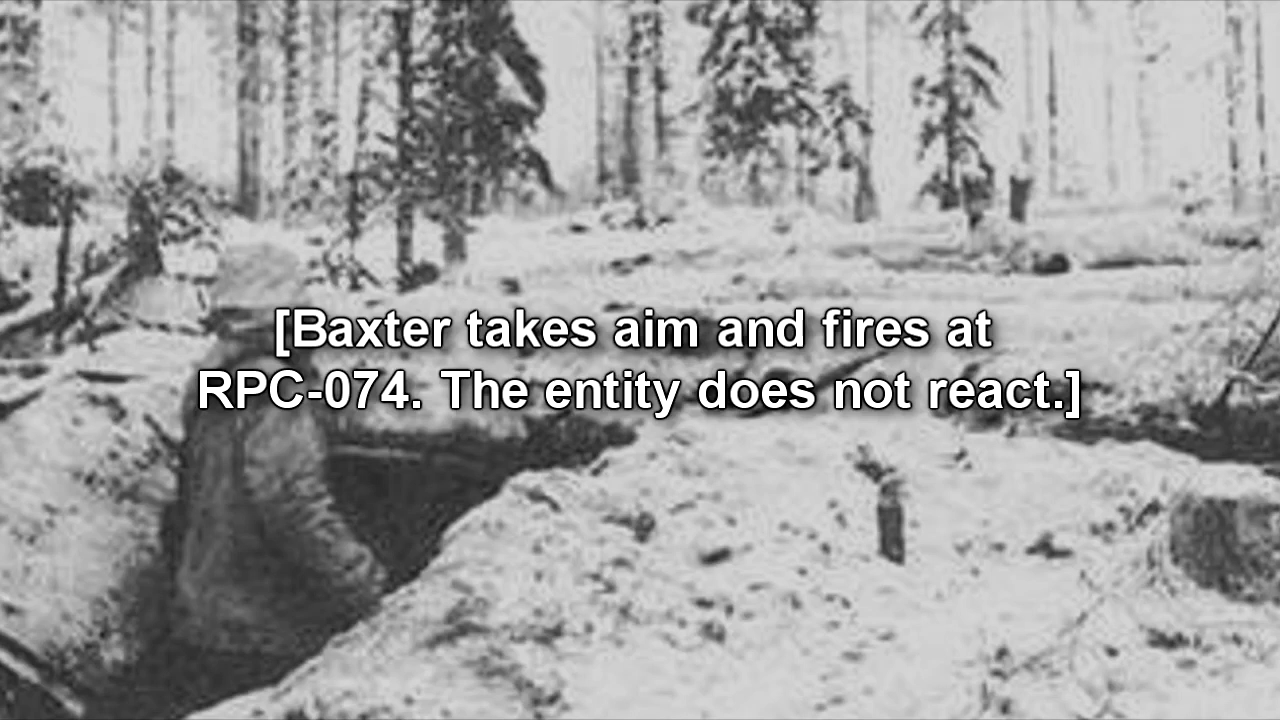 [Baxter takes aim and fires at
RPC-074. The entity does not react.]